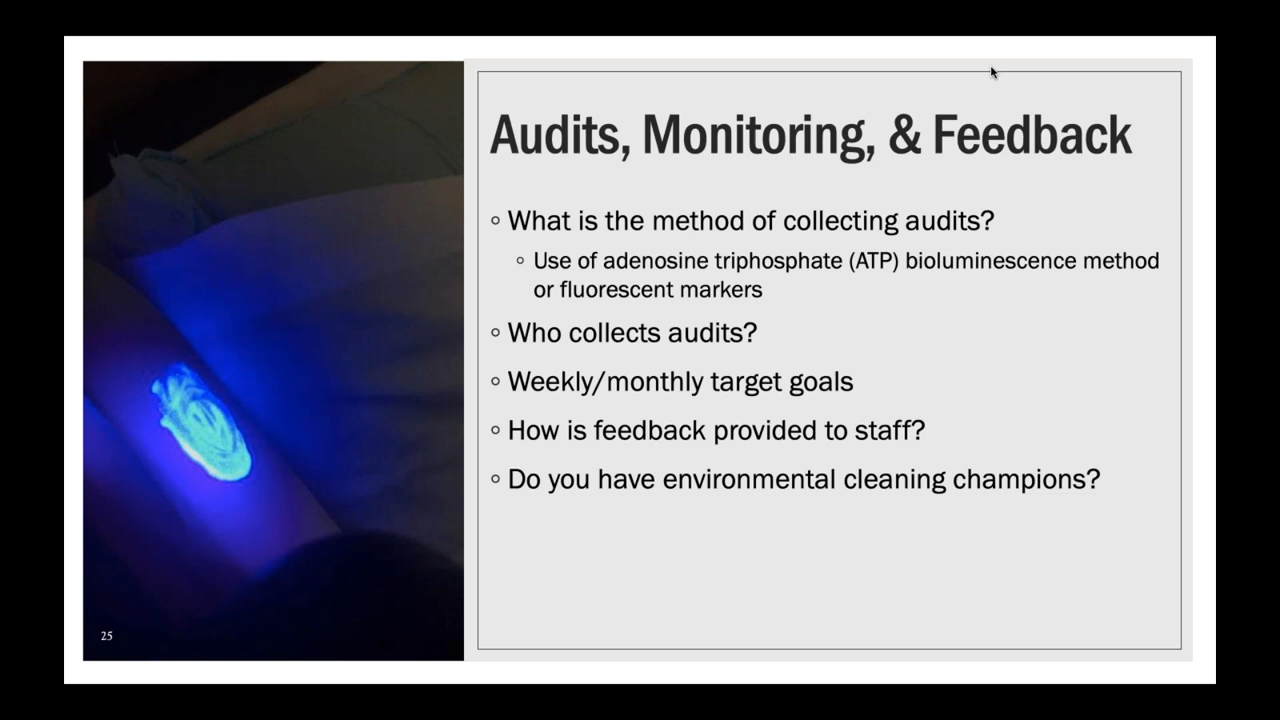 Audits, Monitoring, & Feedback
◦ What is the method of collecting audits?
◦ Use of adenosine triphosphate (ATP) bioluminescence method
or fluorescent markers
◦ Who collects audits?
◦ Weekly/monthly target goals
◦ How is feedback provided to staff?
◦ Do you have environmental cleaning champions?
25